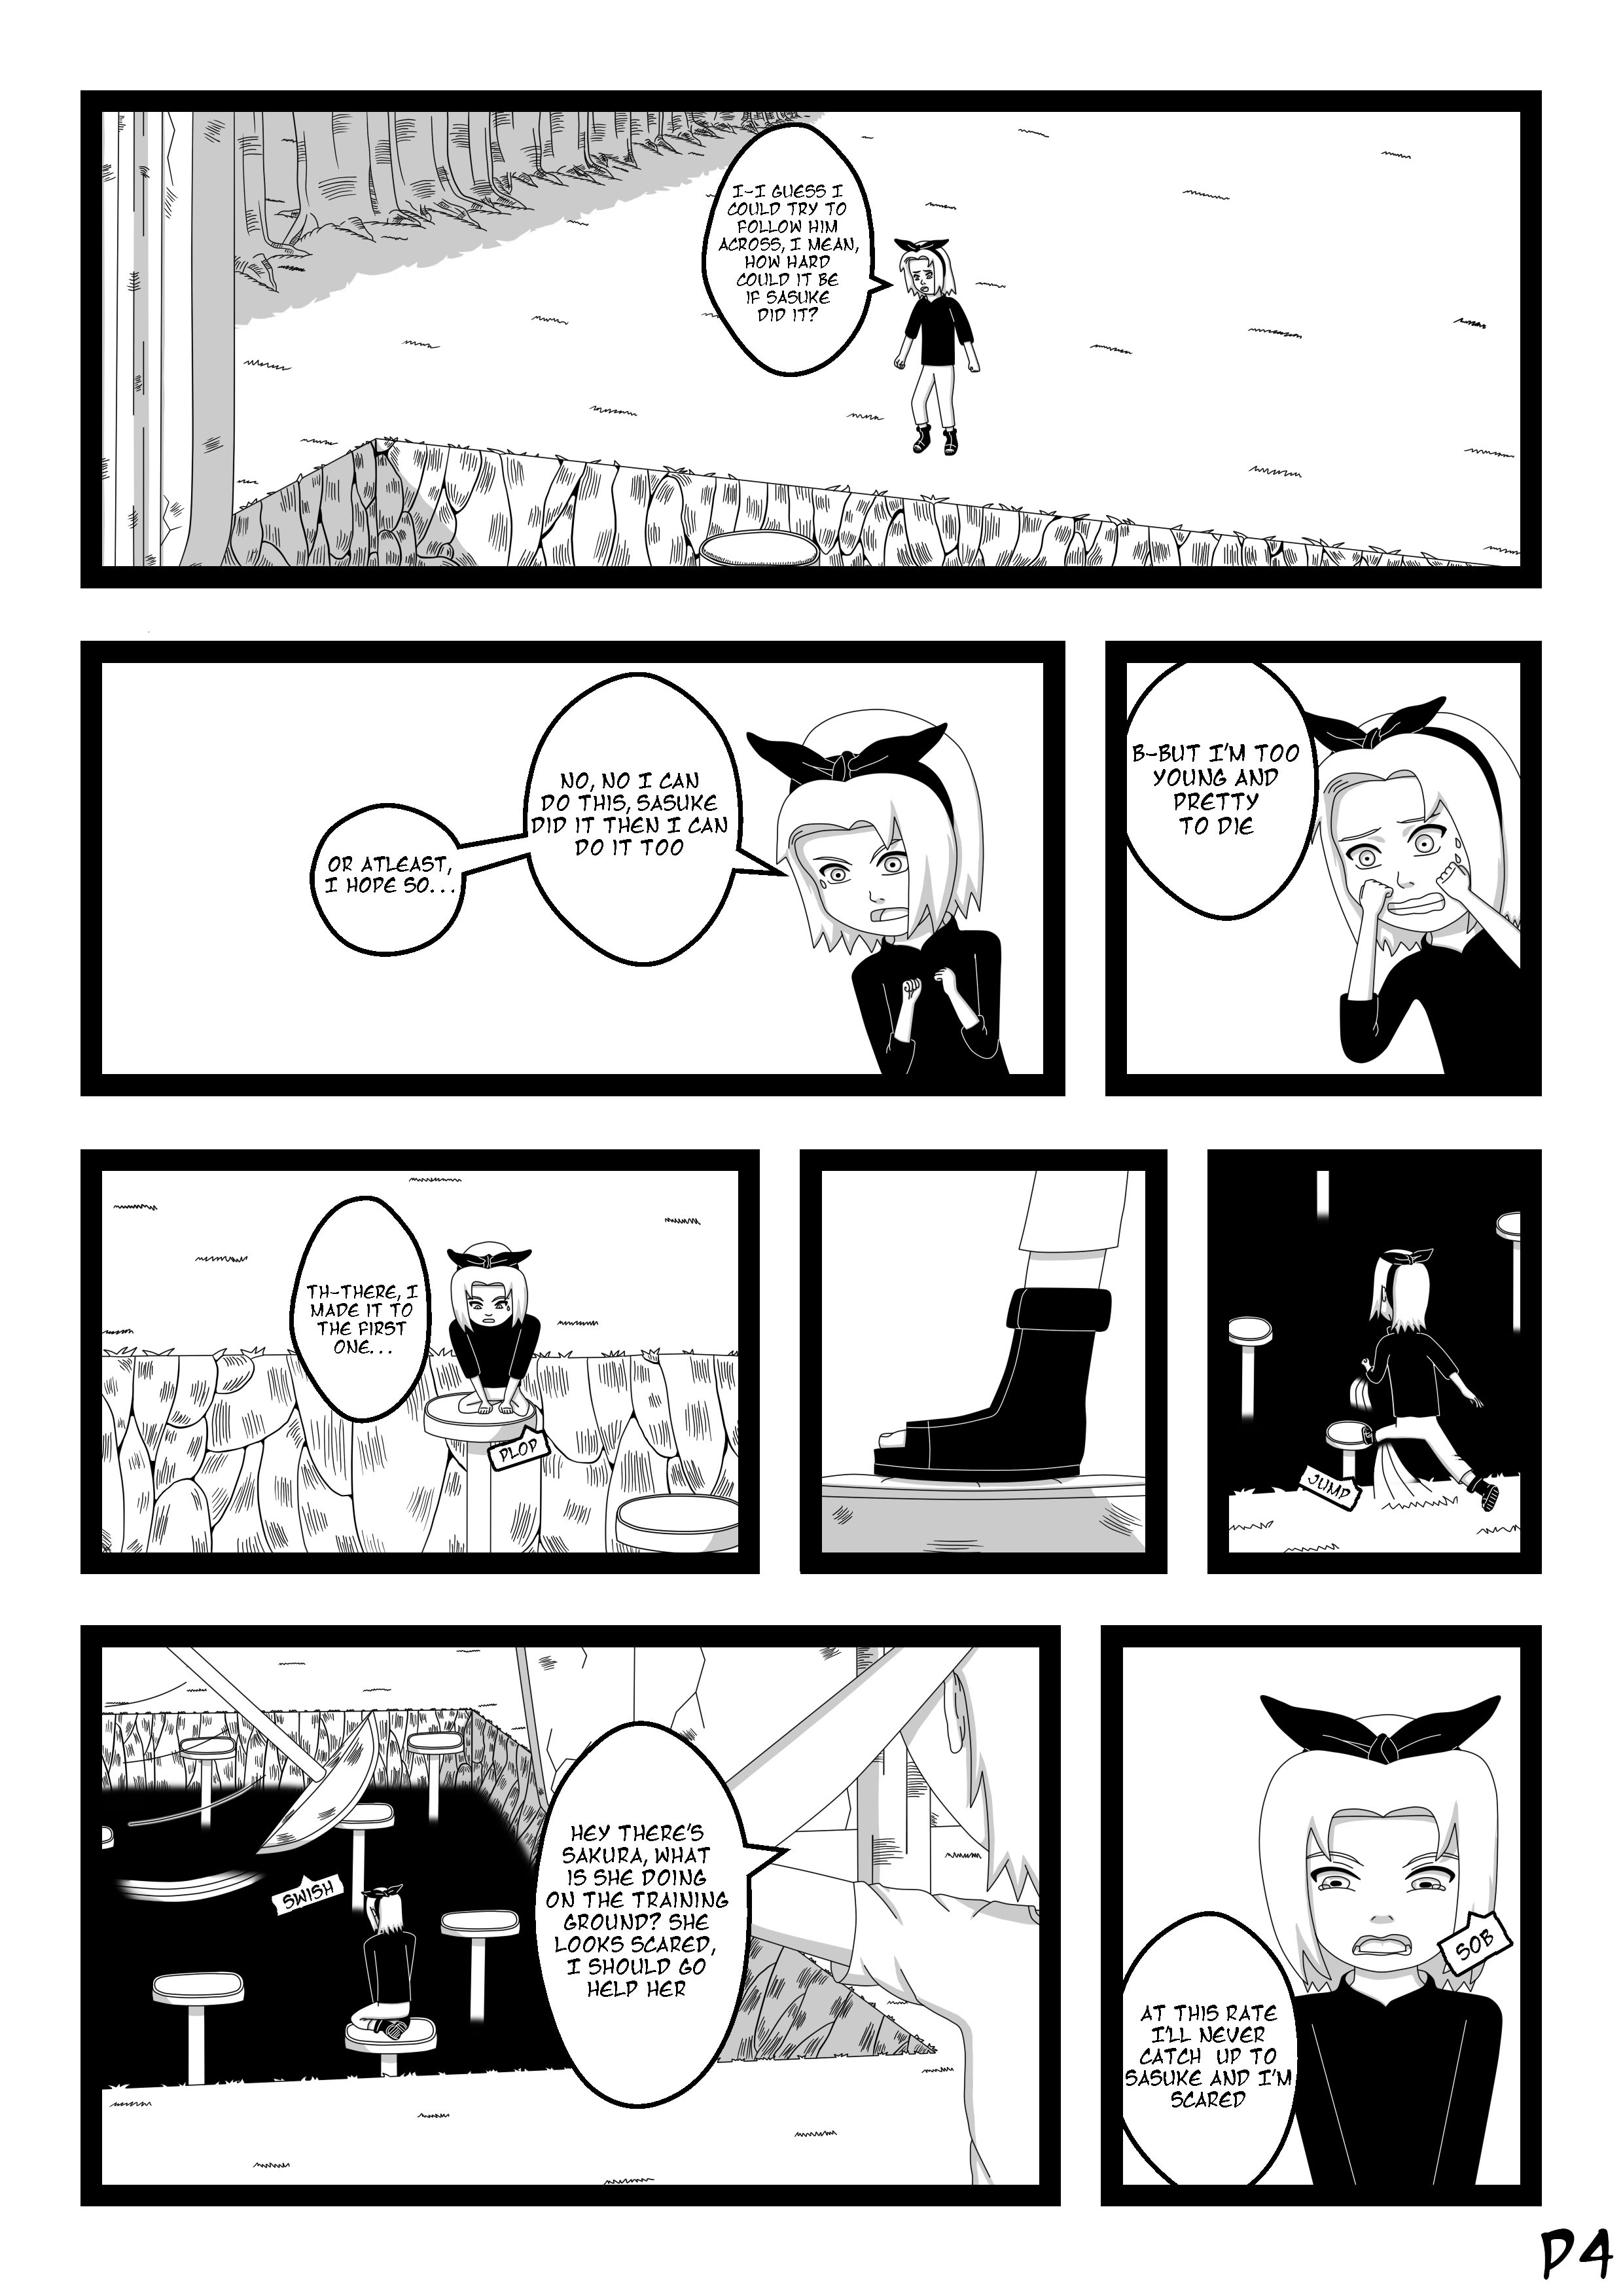 I-I GUESS I
COULD TRY TO
FOLLOW HIM
ACROSS, I MEAN,
HOW HARD
COULD IT BE
IF SASUKE
DID IT?
B-BUT I'M TOO
YOUNG AND
PRETTY
TO DIE
NO, NO I CAN
DO THIS, SASUKE
DID IT THEN I CAN
DO IT TOO
OR ATLEAST,
I HOPE SO...
JUMP
TH-THERE, I
MADE IT TO
THE FIRST
ONE...
PLOP
SOB
AT THIS RATE
I'LL NEVER
CATCH UP TO
SASUKE AND I'M
SCARED
HEY THERE'S
SAKURA, WHAT
IS SHE DOING
ON THE TRAINING
GROUND? SHE
LOOKS SCARED,
I SHOULD GO
HELP HER
SWISH
P4